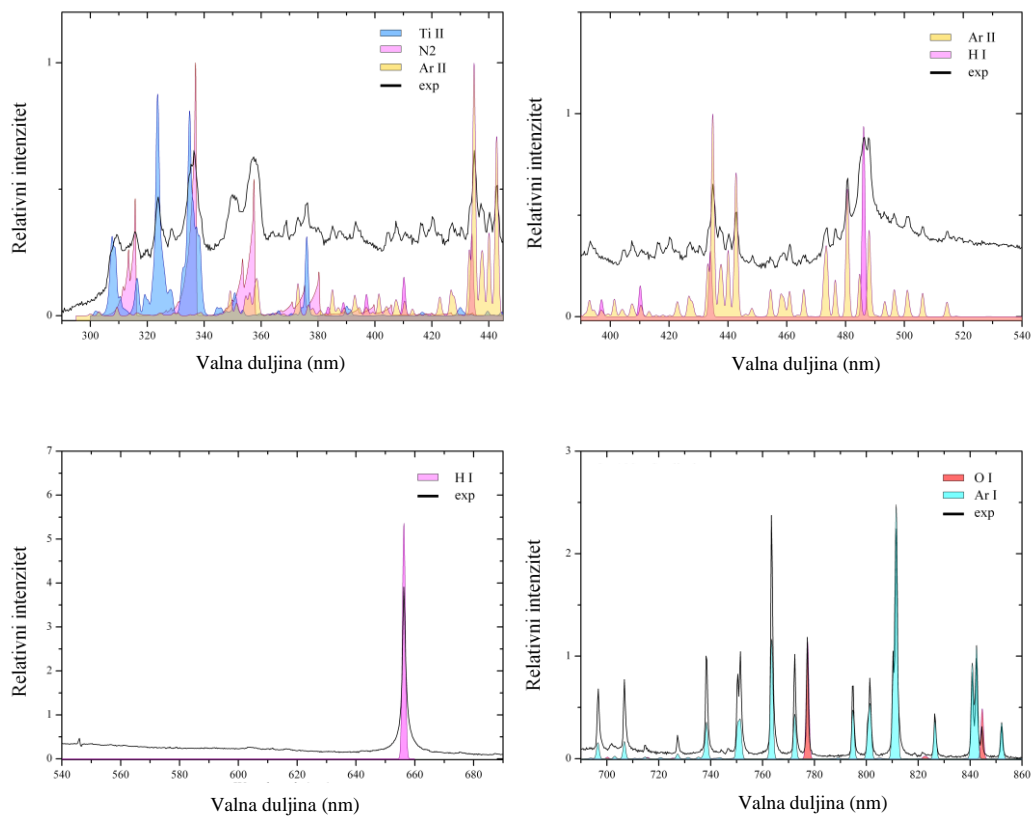 Ti II
N2
Ar II
exp
Relativni intenzitet
1
0
300 320 340 360 380 400 420 440
Valna duljina (nm)
Ar II
H I
exp
Relativni intenzitet
1
0
400 420 440 460 480 500 520 540
Valna duljina (nm)
H I
exp
Relativni intenzitet
7
6
5
4
3
2
1
0
540 560 580 600 620 640 660 680
Valna duljina (nm)
O I
Ar I
exp
Relativni intenzitet
3
2
1
0
700 720 740 760 780 800 820 840 860
Valna duljina (nm)